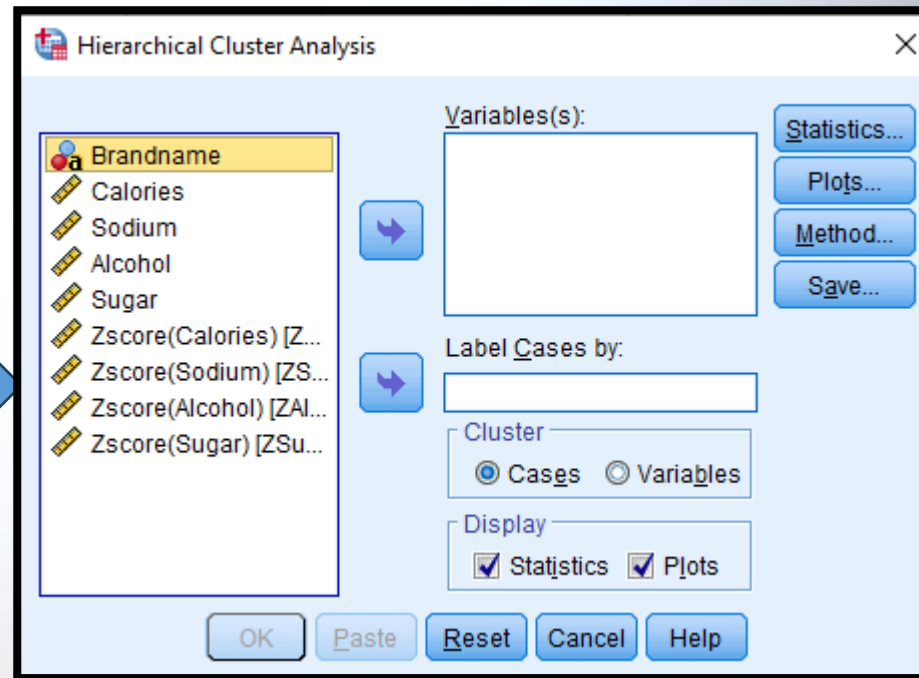 Hierarchical Cluster Analysis
Brandname
Calories
Sodium
Alcohol
Sugar
Zscore(Calories) [Z...
Zscore(Sodium) [ZS...
Zscore(Alcohol) [ZAl...
Zscore(Sugar) [ZSu...
Variables(s):
Label Cases by:
Cluster
Cases Variables
Display
Statistics Plots
Statistics...
Plots...
Method...
Save...
OK Paste Reset Cancel Help